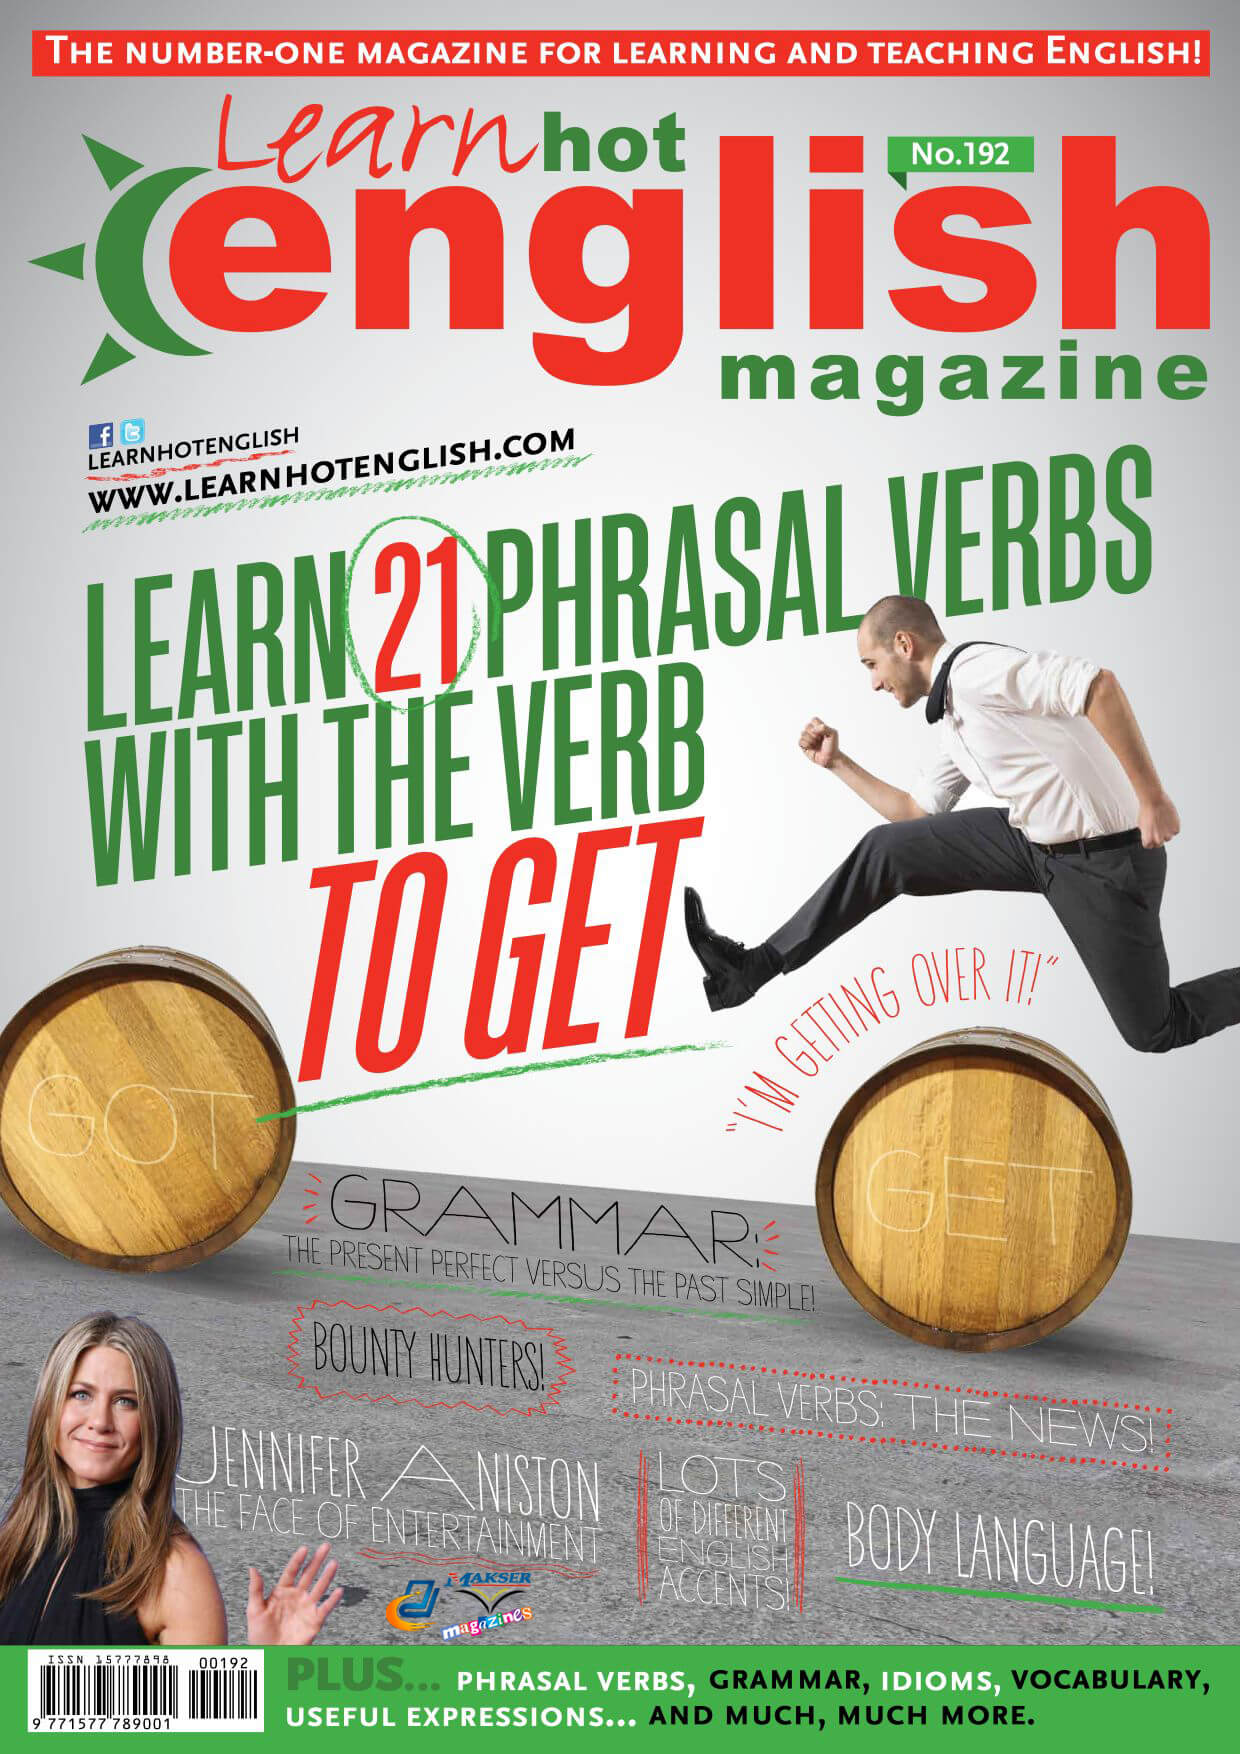 The number-one magazine for learning and teaching English!
Learn hot
No.192
english
magazine
LEARNHOTENGLISH
WWW.LEARNHOTENGLISH.COM
LEARN 21 PHRASAL VERBS
WITH THE VERB
TO GET
"I'M GETTING OVER IT!"
GOT
GET
GRAMMAR:
THE PRESENT PERFECT VERSUS THE PAST SIMPLE!
BOUNTY HUNTERS!
PHRASAL VERBS: THE NEWS!
JENNIFER ANISTON
THE FACE OF ENTERTAINMENT
LOTS
OF DIFFERENT
ENGLISH
ACCENTS!
BODY LANGUAGE!
MAKSER
magazines
ISSN 15777898
00192
9 771577 789001
PLUS... PHRASAL VERBS, GRAMMAR, IDIOMS, VOCABULARY,
USEFUL EXPRESSIONS... AND MUCH, MUCH MORE.